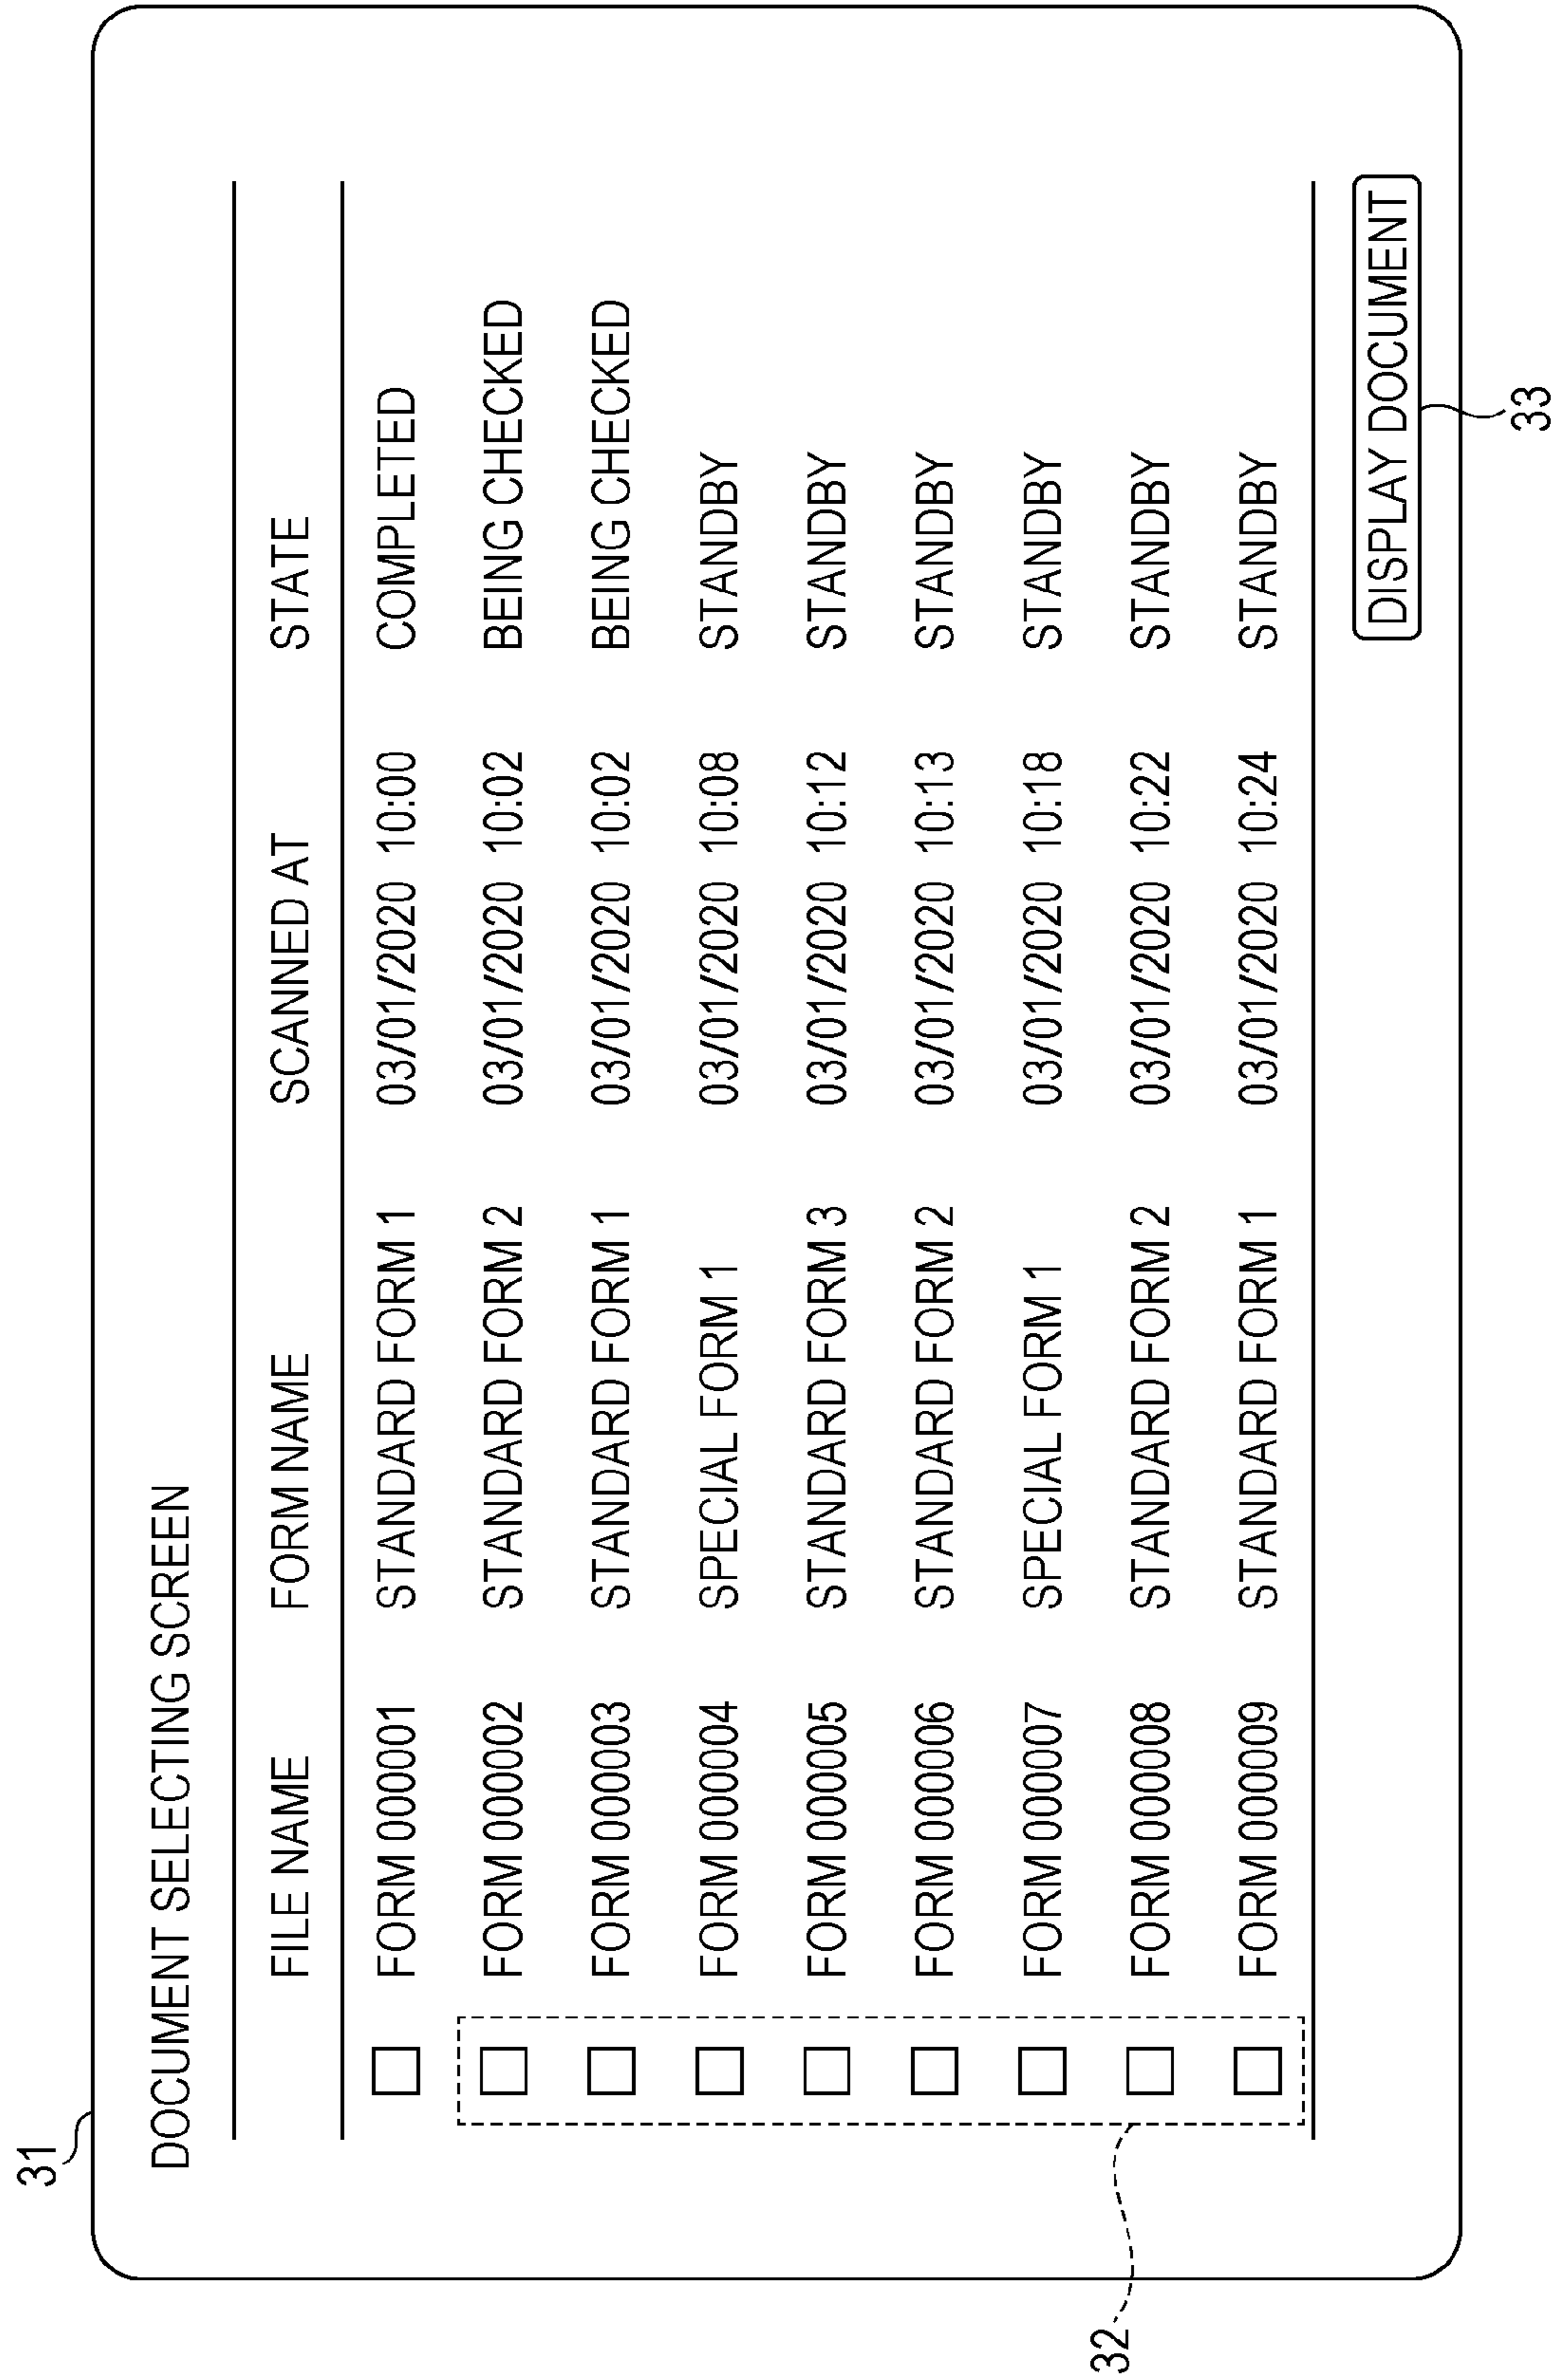 31
DOCUMENT SELECTING SCREEN
FILE NAME FORM NAME SCANNED AT STATE
FORM 000001 STANDARD FORM 1 03/01/2020 10:00 COMPLETED
FORM 000002 STANDARD FORM 2 03/01/2020 10:02 BEING CHECKED
FORM 000003 STANDARD FORM 1 03/01/2020 10:02 BEING CHECKED
FORM 000004 SPECIAL FORM 1 03/01/2020 10:08 STANDBY
FORM 000005 STANDARD FORM 3 03/01/2020 10:12 STANDBY
FORM 000006 STANDARD FORM 2 03/01/2020 10:13 STANDBY
FORM 000007 SPECIAL FORM 1 03/01/2020 10:18 STANDBY
FORM 000008 STANDARD FORM 2 03/01/2020 10:22 STANDBY
FORM 000009 STANDARD FORM 1 03/01/2020 10:24 STANDBY
32
DISPLAY DOCUMENT
33